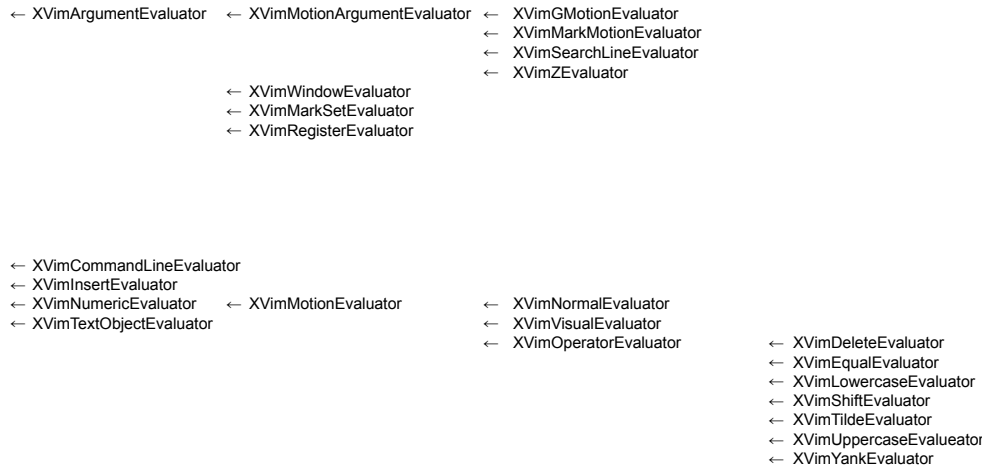 ← XVimArgumentEvaluator ← XVimMotionArgumentEvaluator ← XVimGMotionEvaluator
← XVimMarkMotionEvaluator
← XVimSearchLineEvaluator
← XVimZEvaluator
← XVimWindowEvaluator
← XVimMarkSetEvaluator
← XVimRegisterEvaluator
← XVimCommandLineEvaluator
← XVimInsertEvaluator
← XVimNumericEvaluator ← XVimMotionEvaluator ← XVimNormalEvaluator
← XVimTextObjectEvaluator ← XVimVisualEvaluator
← XVimOperatorEvaluator ← XVimDeleteEvaluator
← XVimEqualEvaluator
← XVimLowercaseEvaluator
← XVimShiftEvaluator
← XVimTildeEvaluator
← XVimUppercaseEvalueator
← XVimYankEvaluator